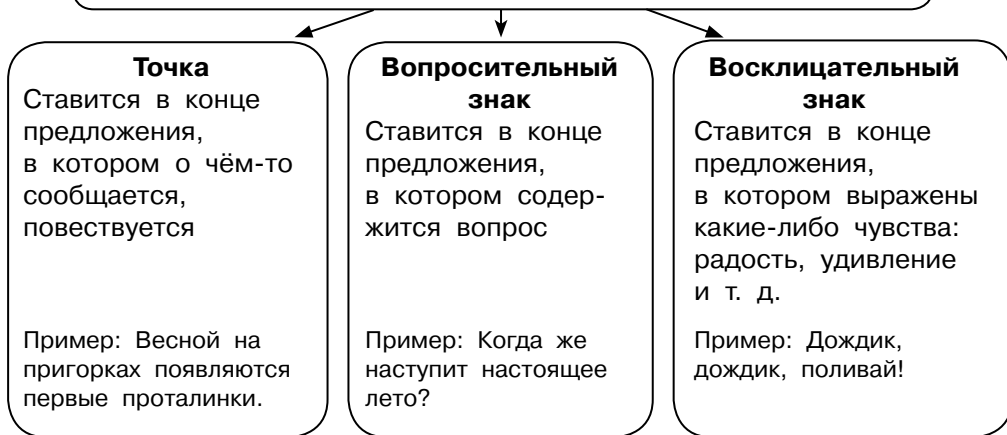 Точка
Ставится в конце
предложения,
в котором о чём-то
сообщается,
повествуется
Пример: Весной на
пригорках появляются
первые проталинки.
Вопросительный
знак
Ставится в конце
предложения,
в котором содер-
жится вопрос
Пример: Когда же
наступит настоящее
лето?
Восклицательный
знак
Ставится в конце
предложения,
в котором выражены
какие-либо чувства:
радость, удивление
и т. д.
Пример: Дождик,
дождик, поливай!